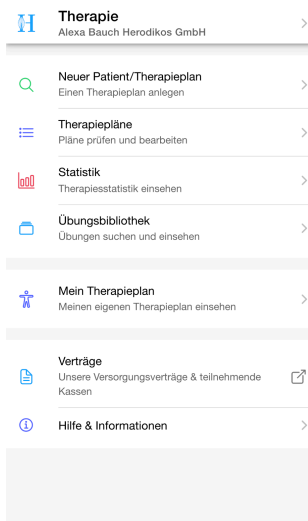 H
Therapie
Alexa Bauch Herodikos GmbH
Neuer Patient/Therapieplan
Einen Therapieplan anlegen
Therapiepläne
Pläne prüfen und bearbeiten
Statistik
Therapiesstatistik einsehen
Übungsbibliothek
Übungen suchen und einsehen
Mein Therapieplan
Meinen eigenen Therapieplan einsehen
Verträge
Unsere Versorgungsverträge & teilnehmende
Kassen
Hilfe & Informationen